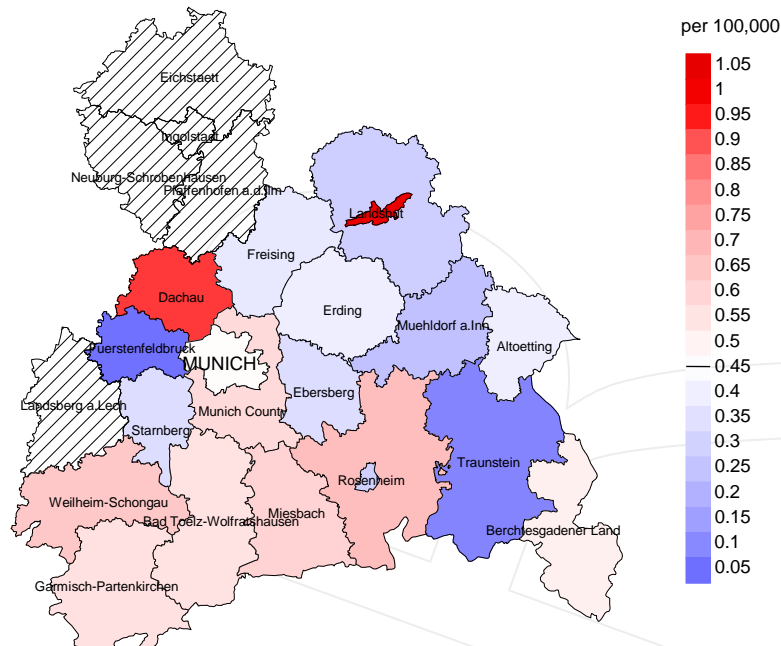 per 100,000
1.05
1
0.95
0.9
0.85
0.8
0.75
0.7
0.65
0.6
0.55
0.5
0.45
0.4
0.35
0.3
0.25
0.2
0.15
0.1
0.05
Eichstaett
Ingolstadt
Neuburg-Schrobenhausen
Pfaffenhofen a.d.Ilm
Landshut
Freising
Dachau
Erding
Muehldorf a.Inn
Altoetting
Fuerstenfeldbruck
MUNICH
Landsberg a.Lech
Munich County
Ebersberg
Starnberg
Traunstein
Rosenheim
Weilheim-Schongau
Miesbach
Bad Toelz-Wolfratshausen
Berchtesgadener Land
Garmisch-Partenkirchen